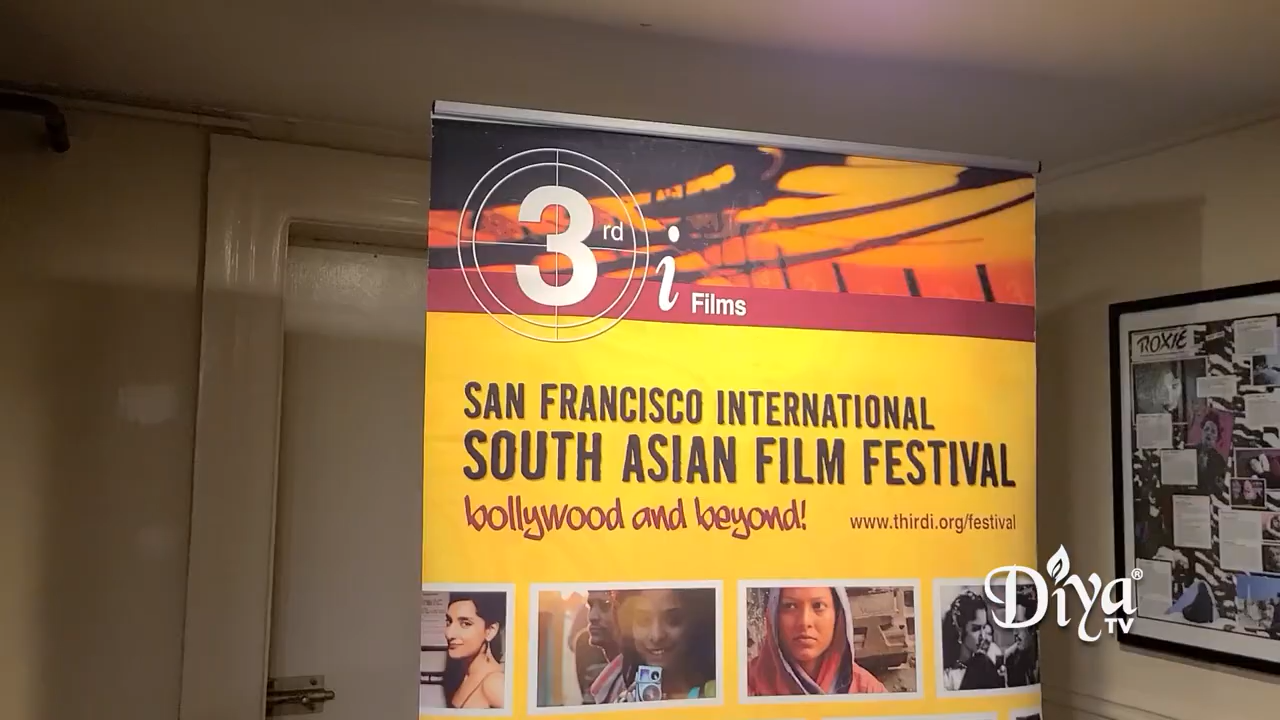 3rd i Films
SAN FRANCISCO INTERNATIONAL
SOUTH ASIAN FILM FESTIVAL
bollywood and beyond!
www.thirdi.org/festival
ROXIE
Diya®
TV